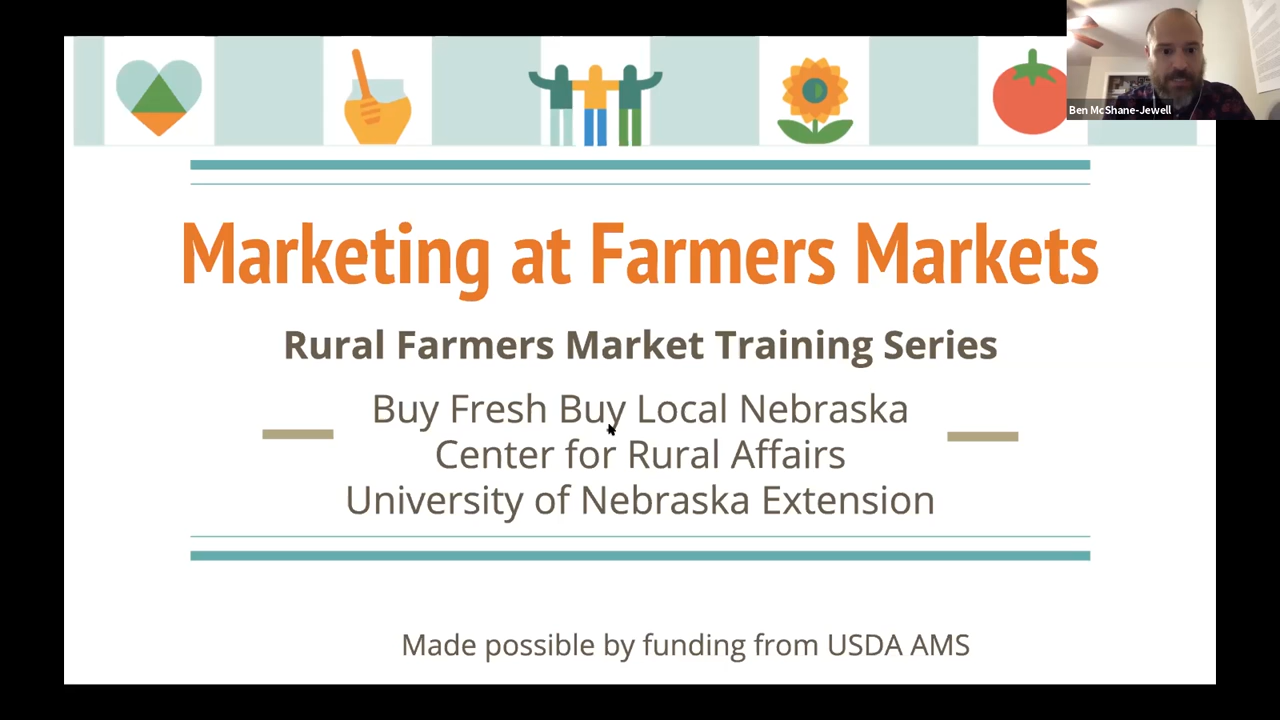 Ben McShane-Jewell
Marketing at Farmers Markets
Rural Farmers Market Training Series
Buy Fresh Buy Local Nebraska
Center for Rural Affairs
University of Nebraska Extension
Made possible by funding from USDA AMS